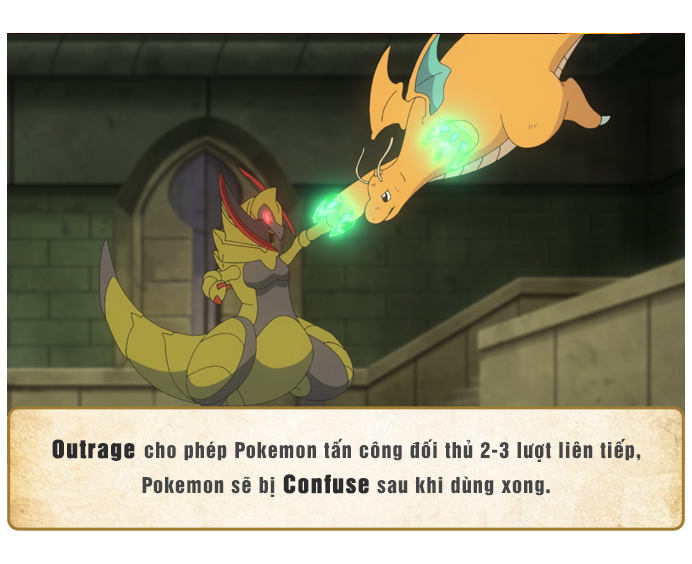 Outrage cho phép Pokemon tấn công đối thủ 2-3 lượt liên tiếp,
Pokemon sẽ bị Confuse sau khi dùng xong.